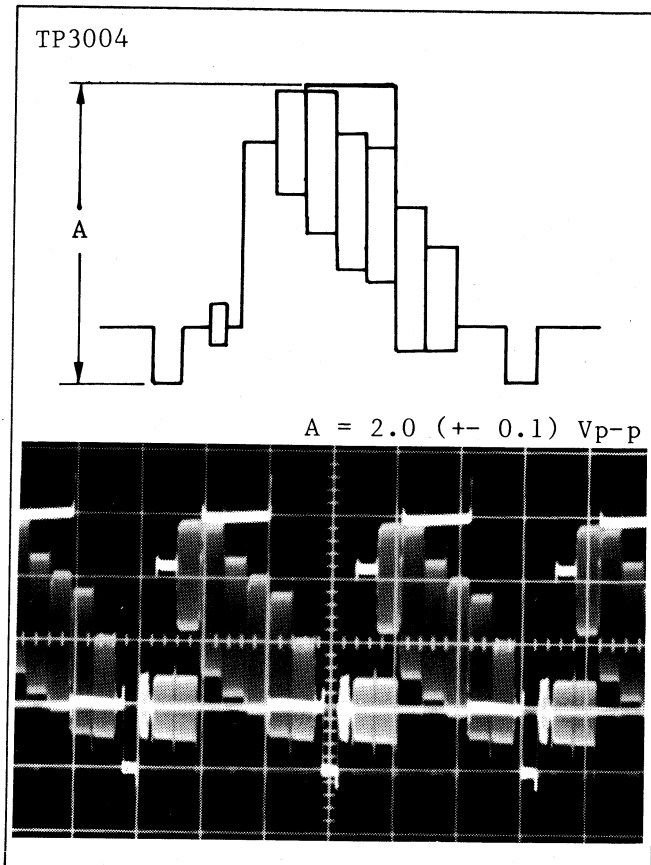 TP3004
A
A = 2.0 (+- 0.1) Vp-p